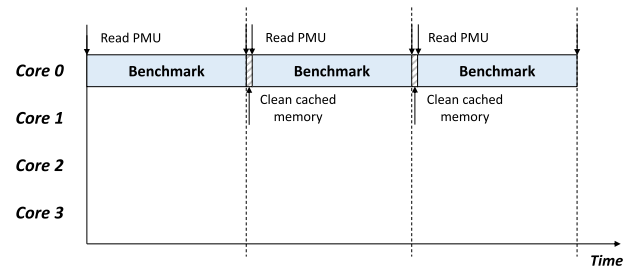 Read PMU
Read PMU
Read PMU
Core 0
Benchmark
Benchmark
Benchmark
Clean cached
memory
Clean cached
memory
Core 1
Core 2
Core 3
Time